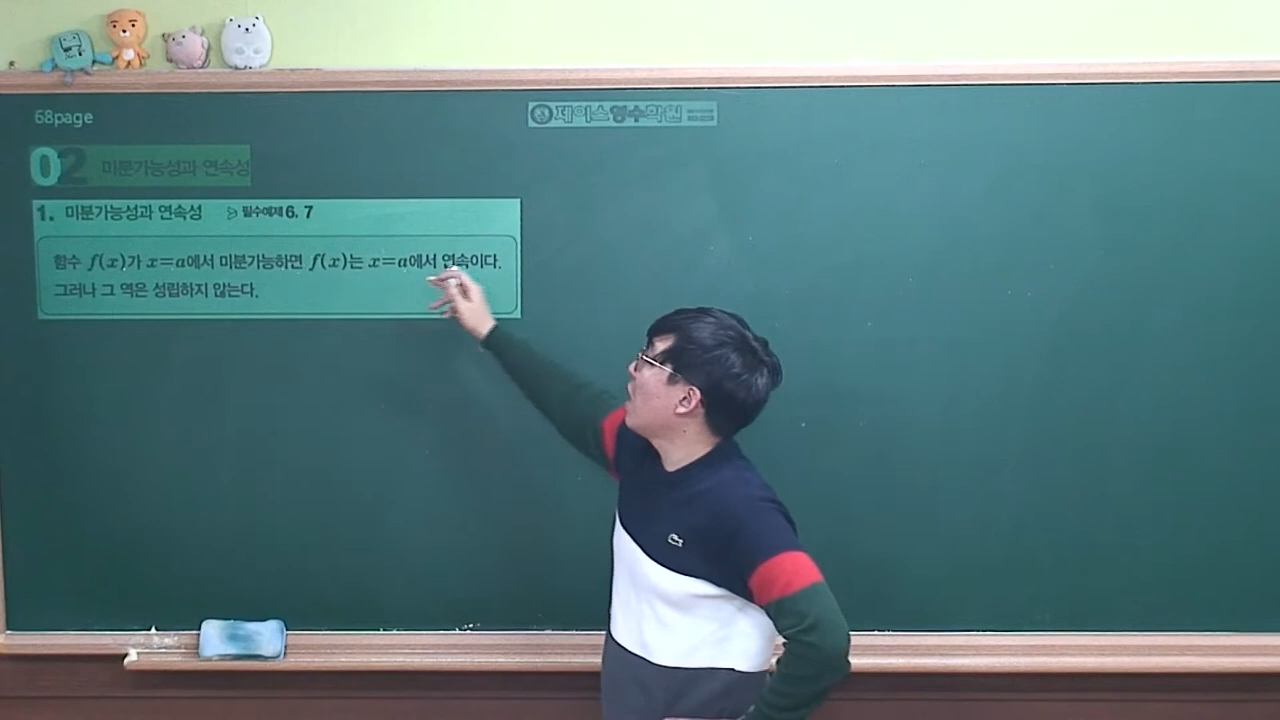 68page
제이스영수학원
02 미분가능성과 연속성
1. 미분가능성과 연속성 필수예제 6, 7
함수 f(x)가 x=a에서 미분가능하면 f(x)는 x=a에서 연속이다.
그러나 그 역은 성립하지 않는다.